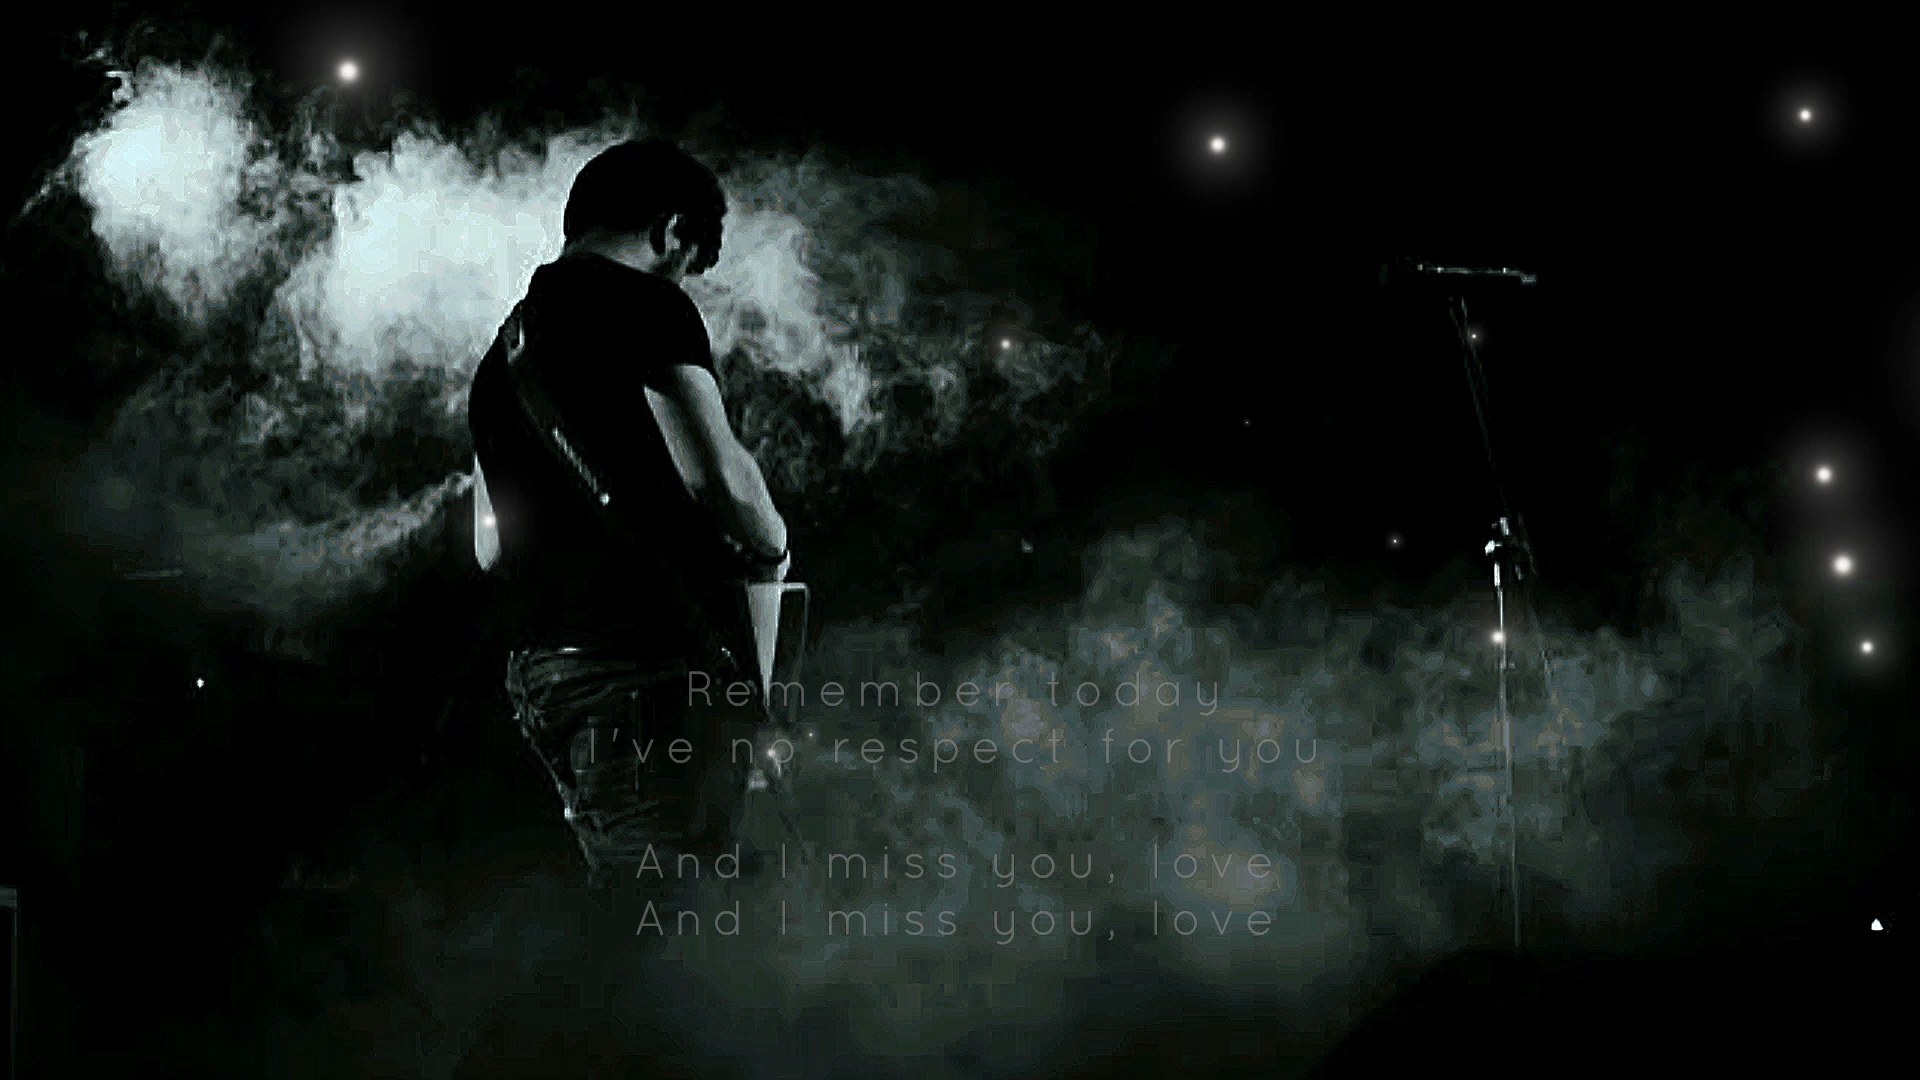 Remember today
I've no respect for you
And I miss you, love
And I miss you, love